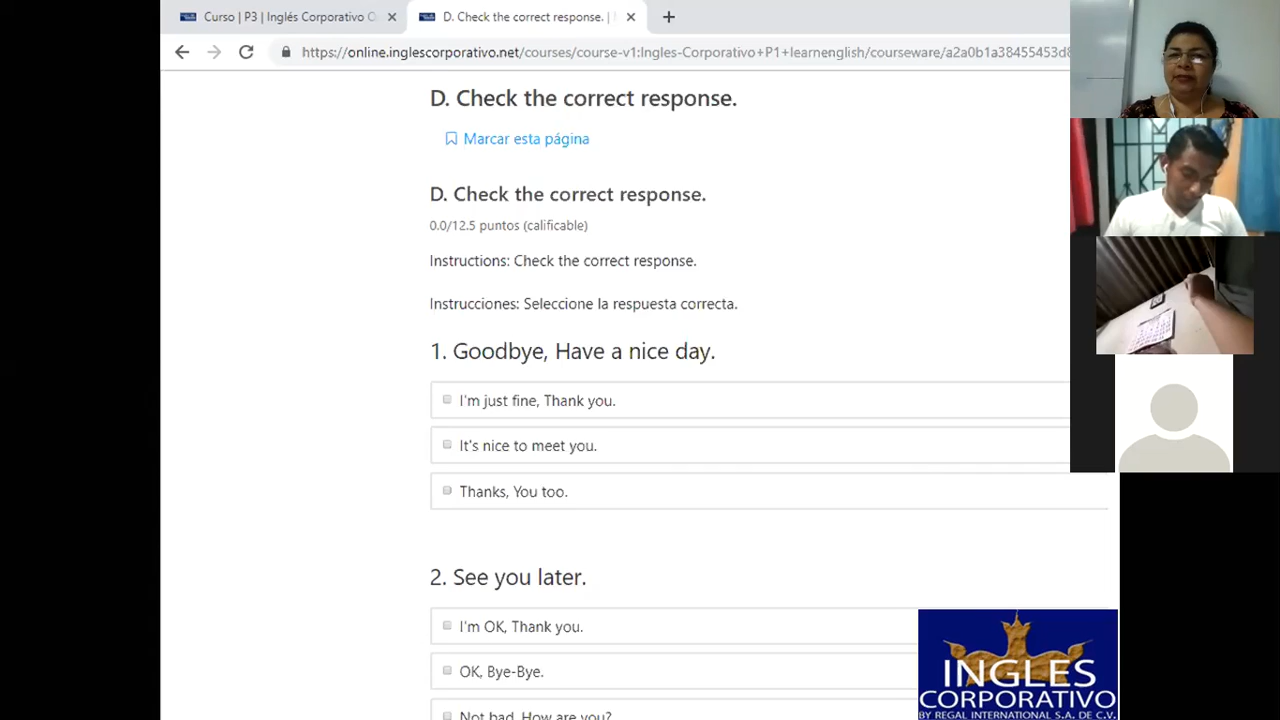 Curso | P3 | Inglés Corporativo O
D. Check the correct response. |
https://online.inglescorporativo.net/courses/course-v1:Ingles-Corporativo+P1+learnenglish/courseware/a2a0b1a38455453d8
D. Check the correct response.
Marcar esta página
D. Check the correct response.
0.0/12.5 puntos (calificable)
Instructions: Check the correct response.
Instrucciones: Seleccione la respuesta correcta.
1. Goodbye, Have a nice day.
I'm just fine, Thank you.
It's nice to meet you.
Thanks, You too.
2. See you later.
I'm OK, Thank you.
OK, Bye-Bye.
Not bad, How are you?
INGLES
CORPORATIVO
BY REGAL INTERNATIONAL S.A. DE C.V.